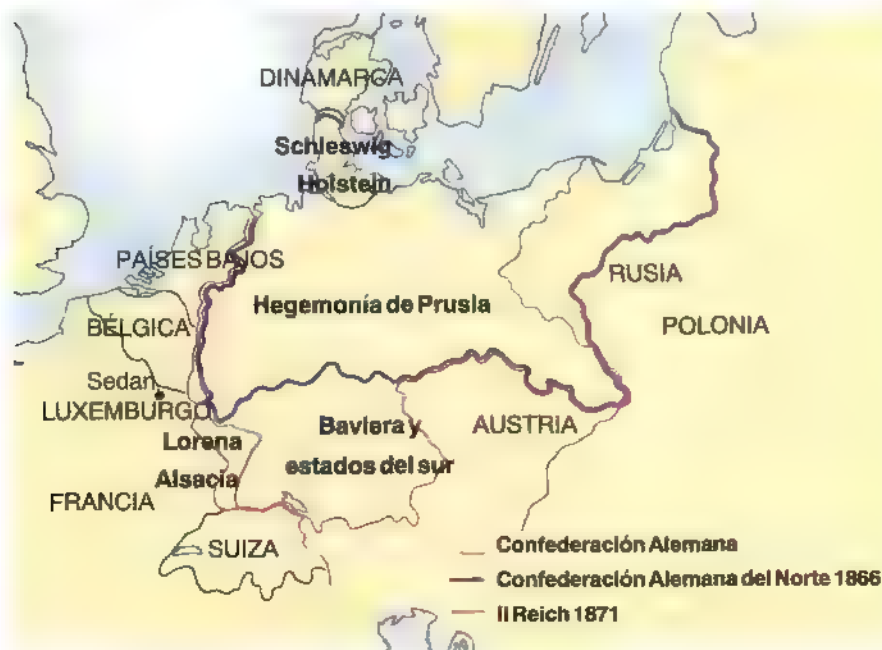 DINAMARCA
Schleswig
Holstein
PAÍSES BAJOS
RUSIA
Hegemonía de Prusia
BÉLGICA
POLONIA
Sedan
LUXEMBURGO
Lorena
Baviera y
AUSTRIA
estados del sur
Alsacia
FRANCIA
SUIZA
Confederación Alemana
Confederación Alemana del Norte 1866
II Reich 1871